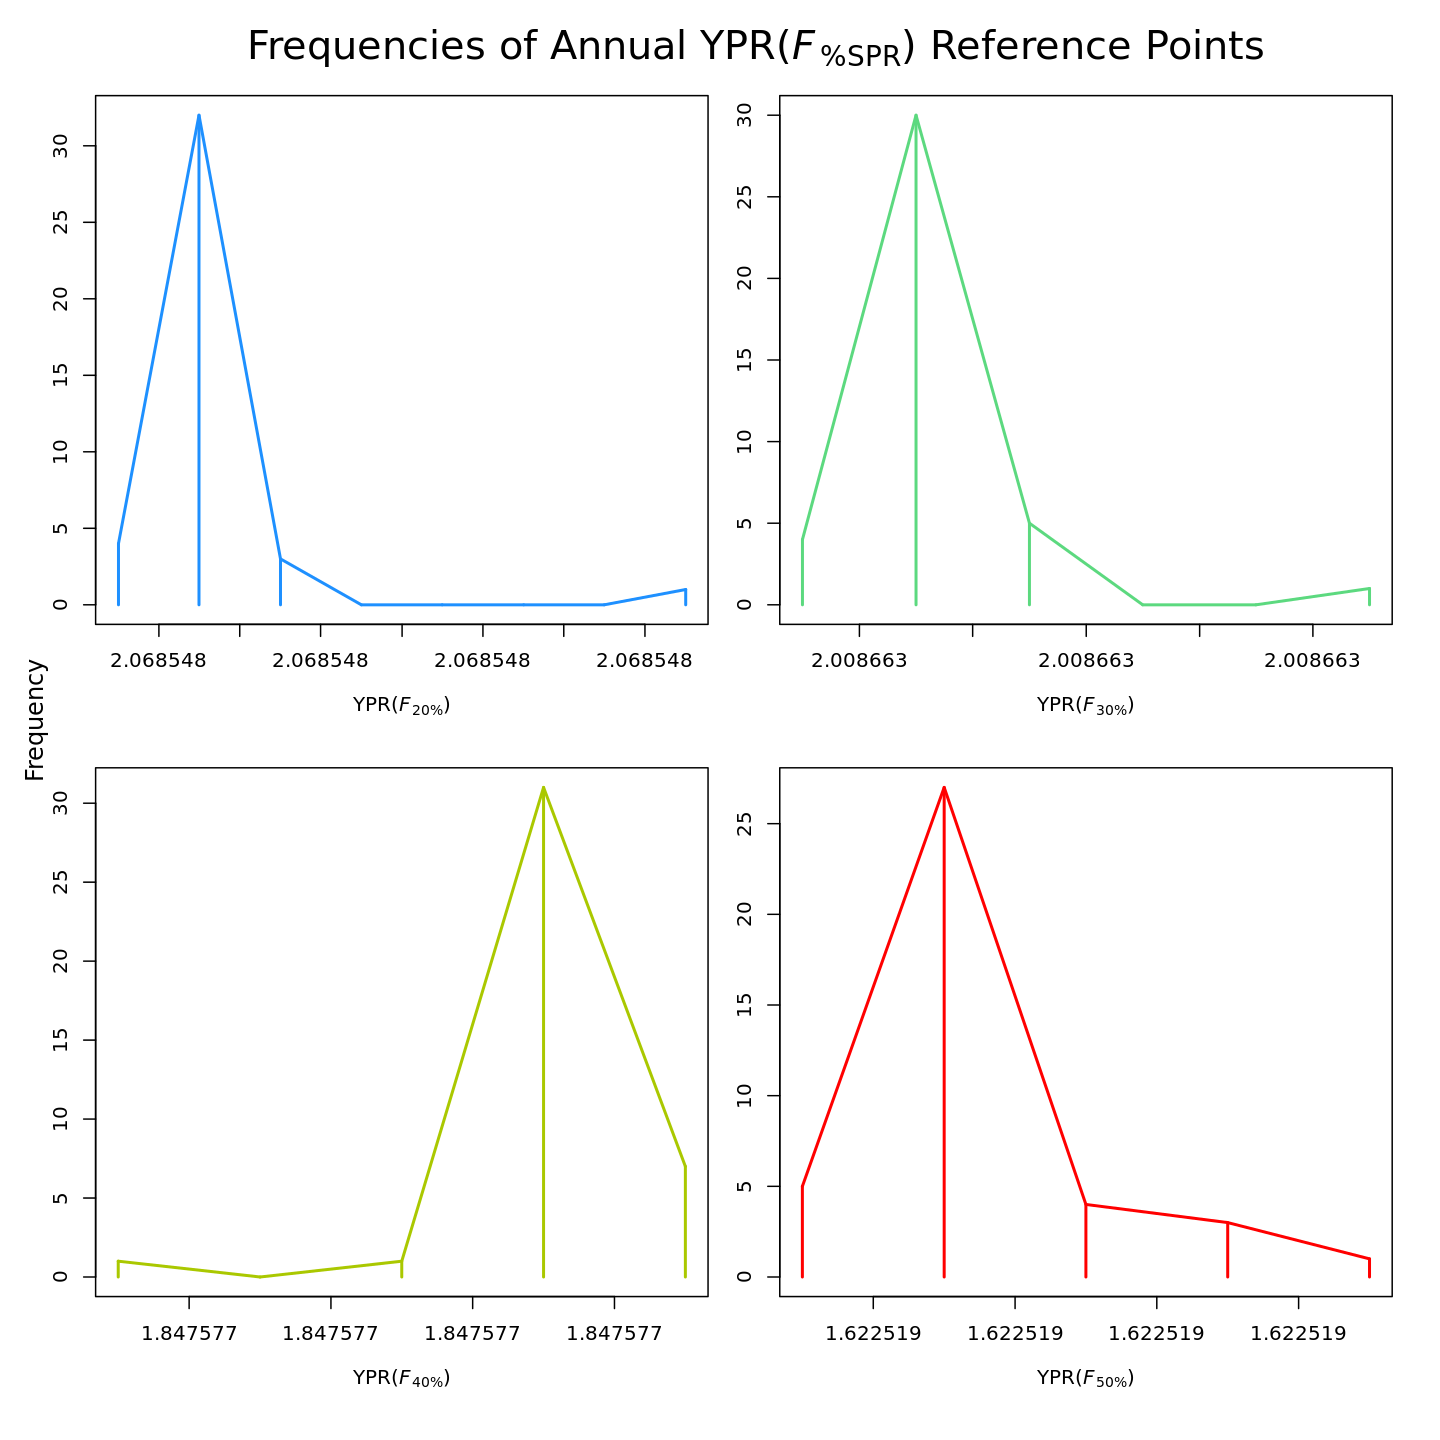 Frequencies of Annual YPR(F%SPR) Reference Points
Frequency
0 5 10 15 20 25 30
2.068548 2.068548 2.068548 2.068548
YPR(F20%)
0 5 10 15 20 25 30
2.008663 2.008663 2.008663
YPR(F30%)
0 5 10 15 20 25 30
1.847577 1.847577 1.847577 1.847577
YPR(F40%)
0 5 10 15 20 25
1.622519 1.622519 1.622519 1.622519
YPR(F50%)